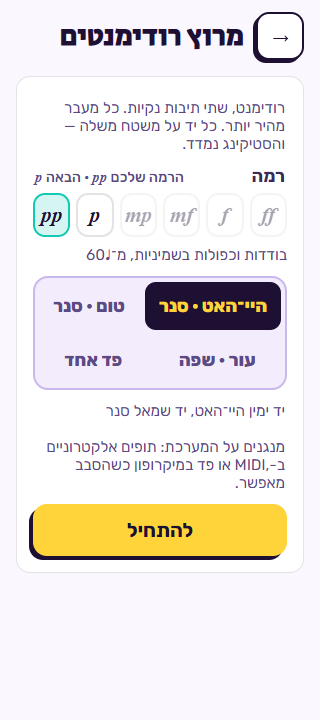 → מרוץ רודימנטים
רודימנט, שתי תיבות נקיות. כל מעבר
מהיר יותר. כל יד על משטח משלה –
והסטיקינג נמדד.
רמה הרמה שלכם pp • הבאה p
ff f mf mp p pp
בודדות וכפולות בשמיניות, מ־♩60
היי־האט • סנר טום • סנר
עור • שפה פד אחד
יד ימין היי־האט, יד שמאל סנר
מנגנים על המערכת: תופים אלקטרוניים
ב-MIDI, או פד במיקרופון כשהסבב
מאפשר.
להתחיל